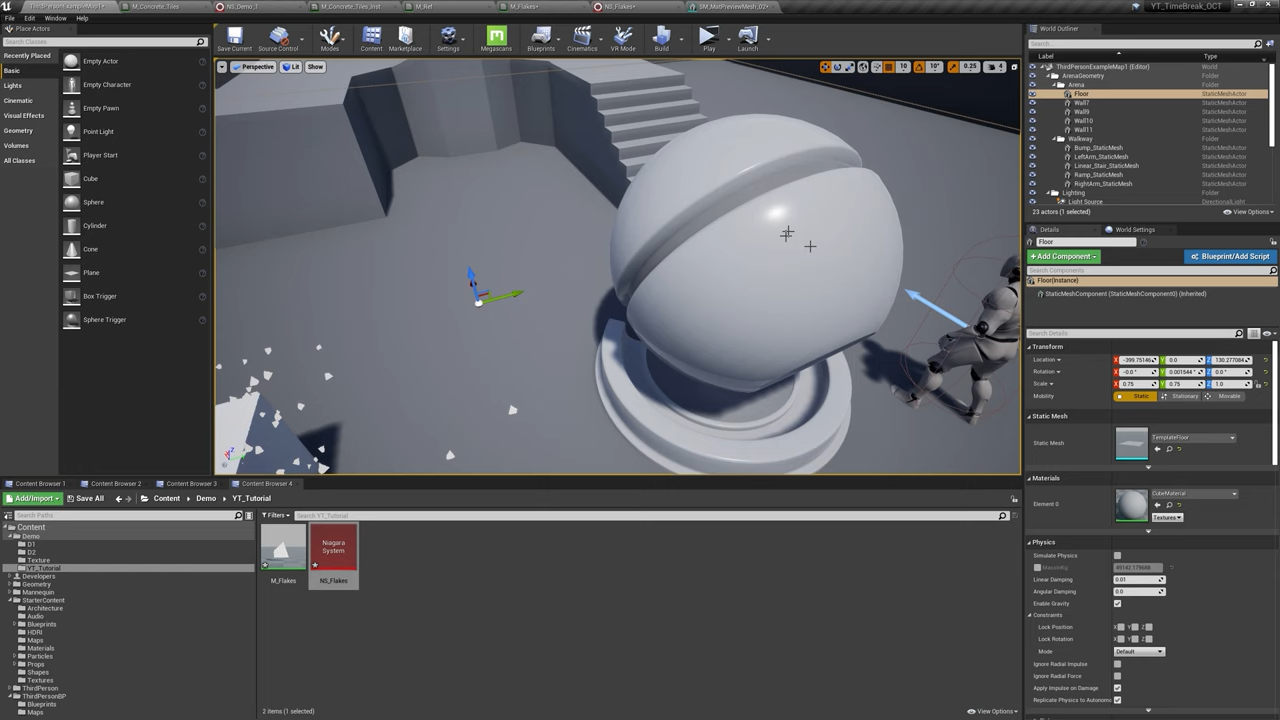 ThirdPersonExampleMap1*
M_Concrete_Tiles
NS_Demo_1
M_Concrete_Tiles_Inst
M_Ref
M_Flakes*
NS_Flakes*
SM_MatPreviewMesh_02*
YT_TimeBreak_OCT
File Edit Window Help
Place Actors
Search Classes
Recently Placed
Basic
Lights
Cinematic
Visual Effects
Geometry
Volumes
All Classes
Empty Actor
Empty Character
Empty Pawn
Point Light
Player Start
Cube
Sphere
Cylinder
Cone
Plane
Box Trigger
Sphere Trigger
Save Current
Source Control
Modes
Content
Marketplace
Settings
Megascans
Blueprints
Cinematics
VR Mode
Build
Play
Launch
Perspective
Lit
Show
10
10°
0.25
4
World Outliner
Search...
Label
Type
ThirdPersonExampleMap1 (Editor) World
ArenaGeometry Folder
Arena Folder
Floor StaticMeshActor
Wall7 StaticMeshActor
Wall9 StaticMeshActor
Wall10 StaticMeshActor
Wall11 StaticMeshActor
Walkway Folder
Bump_StaticMesh StaticMeshActor
LeftArm_StaticMesh StaticMeshActor
Linear_Stair_StaticMesh StaticMeshActor
Ramp_StaticMesh StaticMeshActor
RightArm_StaticMesh StaticMeshActor
Lighting Folder
Light Source DirectionalLight
23 actors (1 selected)
View Options
Details
World Settings
Floor
+Add Component
Blueprint/Add Script
Search Components
Floor(Instance)
StaticMeshComponent (StaticMeshComponent0) (Inherited)
Search Details
Transform
Location X -399.75146 Y 0.0 Z 130.277084
Rotation X -0.0 ° Y 0.001544 ° Z 0.0 °
Scale X 0.75 Y 0.75 Z 1.0
Mobility Static Stationary Movable
Static Mesh
Static Mesh TemplateFloor
Materials
Element 0 CubeMaterial
Textures
Physics
Simulate Physics
MassInKg 49142.179688
Linear Damping 0.01
Angular Damping 0.0
Enable Gravity
Constraints
Lock Position X Y Z
Lock Rotation X Y Z
Mode Default
Ignore Radial Impulse
Ignore Radial Force
Apply Impulse on Damage
Replicate Physics to Autonomo
Content Browser 1
Content Browser 2
Content Browser 3
Content Browser 4
Add/Import
Save All
Content
Demo
YT_Tutorial
Search Paths
Filters
Search YT_Tutorial
Content
Demo
D1
D2
Texture
YT_Tutorial
Developers
Geometry
Mannequin
StarterContent
Architecture
Audio
Blueprints
HDRI
Maps
Materials
Particles
Props
Shapes
Textures
ThirdPerson
ThirdPersonBP
Blueprints
Maps
Niagara
System
M_Flakes
NS_Flakes
2 items (1 selected)
View Options